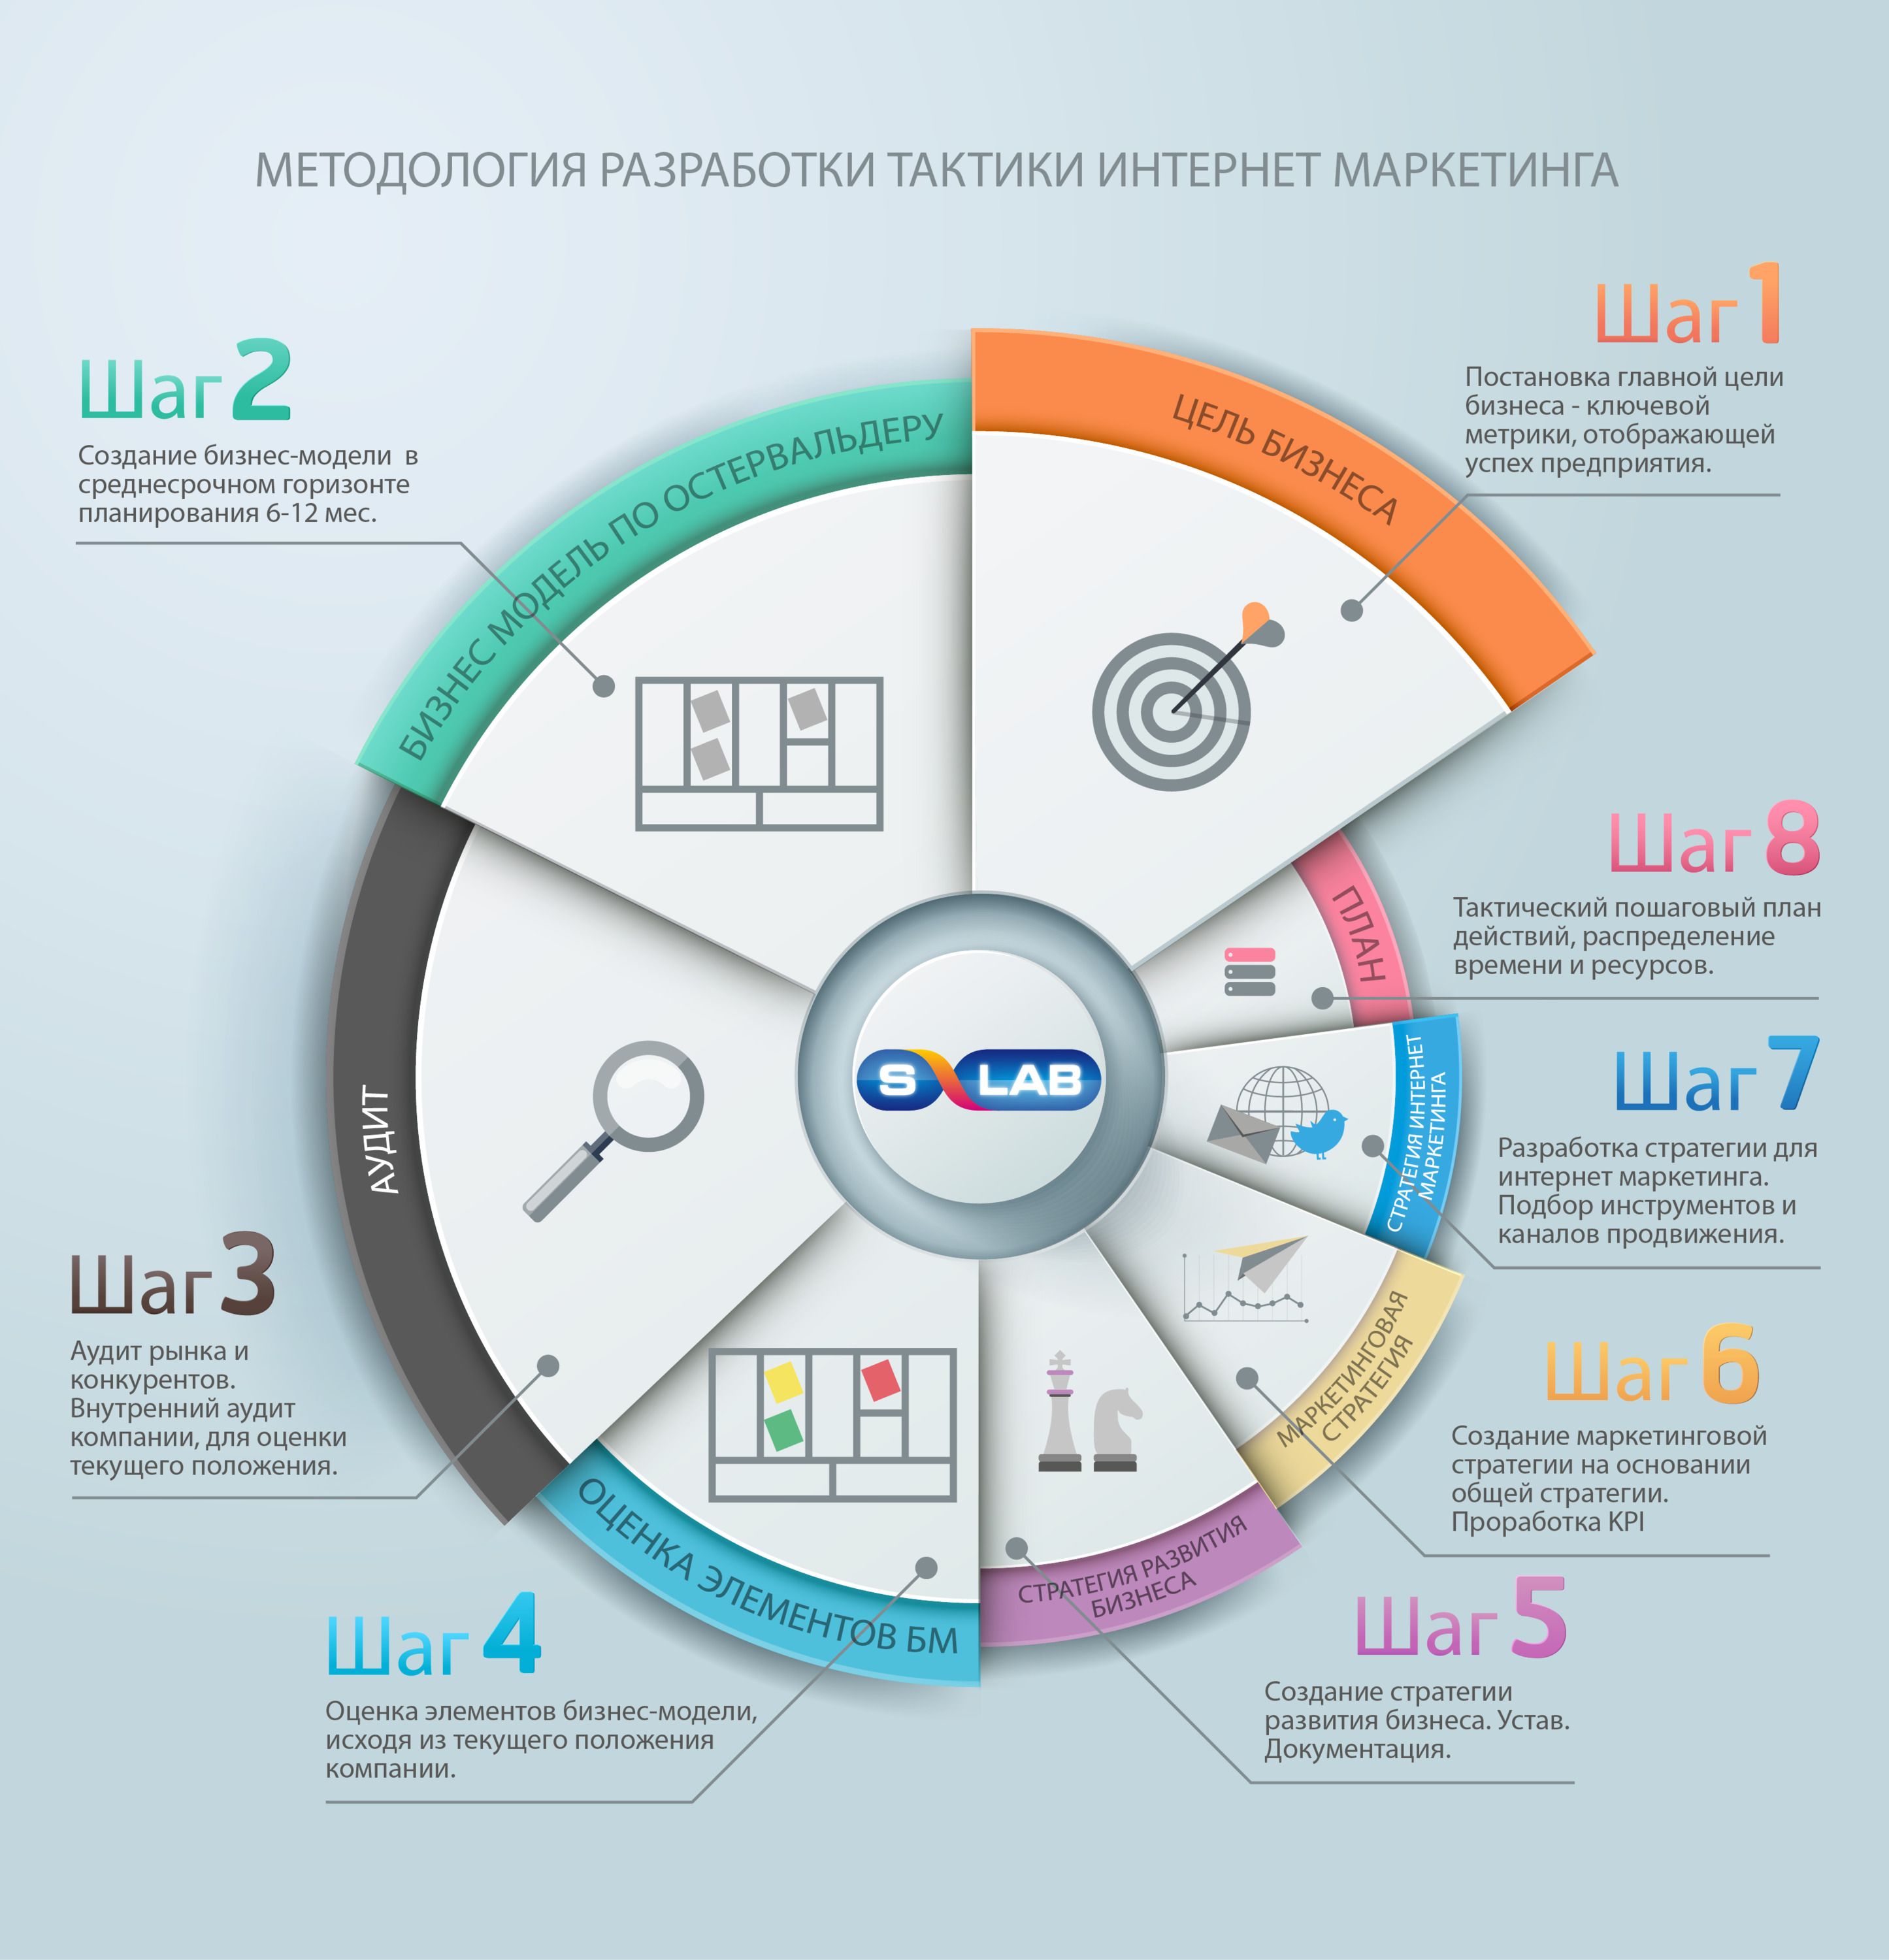 МЕТОДОЛОГИЯ РАЗРАБОТКИ ТАКТИКИ ИНТЕРНЕТ МАРКЕТИНГА
Шаг 1
Постановка главной цели
бизнеса - ключевой
метрики, отображающей
успех предприятия.
ЦЕЛЬ БИЗНЕСА
Шаг 2
Создание бизнес-модели в
среднесрочном горизонте
планирования 6-12 мес.
БИЗНЕС МОДЕЛЬ ПО ОСТЕРВАЛЬДЕРУ
Шаг 3
Аудит рынка и
конкурентов.
Внутренний аудит
компании, для оценки
текущего положения.
АУДИТ
Шаг 4
Оценка элементов бизнес-модели,
исходя из текущего положения
компании.
ОЦЕНКА ЭЛЕМЕНТОВ БМ
Шаг 5
Создание стратегии
развития бизнеса. Устав.
Документация.
СТРАТЕГИЯ РАЗВИТИЯ
БИЗНЕСА
Шаг 6
Создание маркетинговой
стратегии на основании
общей стратегии.
Проработка KPI
МАРКЕТИНГОВАЯ
СТРАТЕГИЯ
Шаг 7
Разработка стратегии для
интернет маркетинга.
Подбор инструментов и
каналов продвижения.
СТРАТЕГИЯ ИНТЕРНЕТ
МАРКЕТИНГА
Шаг 8
Тактический пошаговый план
действий, распределение
времени и ресурсов.
ПЛАН
S LAB